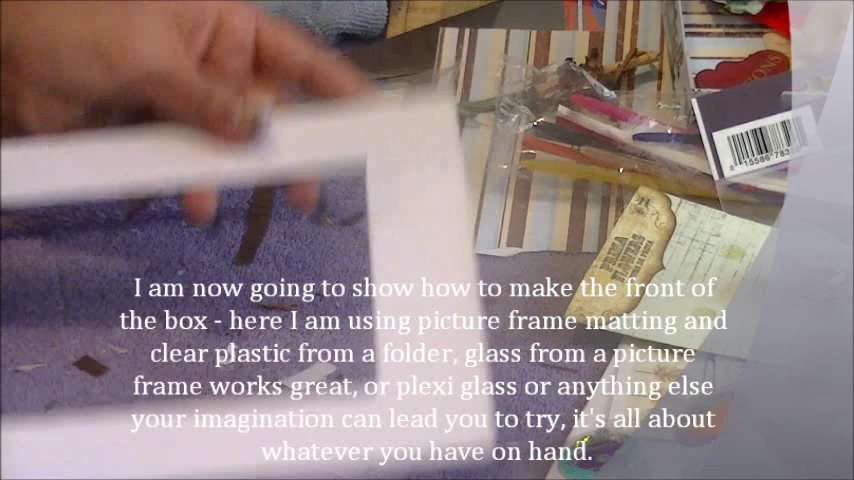 PRIMA
FLOWERS
I am now going to show how to make the front of
the box - here I am using picture frame matting and
clear plastic from a folder, glass from a picture
frame works great, or plexi glass or anything else
your imagination can lead you to try, it's all about
whatever you have on hand.